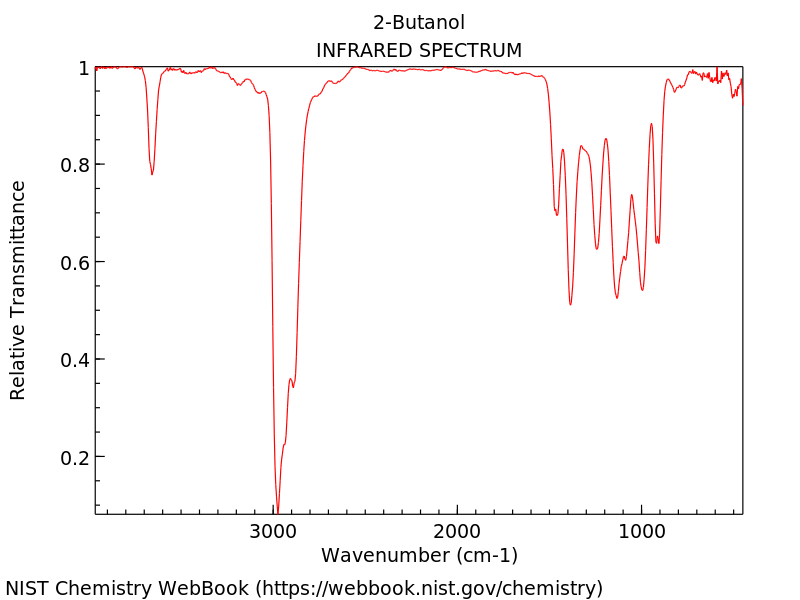 2-Butanol
INFRARED SPECTRUM
1
0.8
0.6
0.4
0.2
Relative Transmittance
3000 2000 1000
Wavenumber (cm-1)
NIST Chemistry WebBook (https://webbook.nist.gov/chemistry)